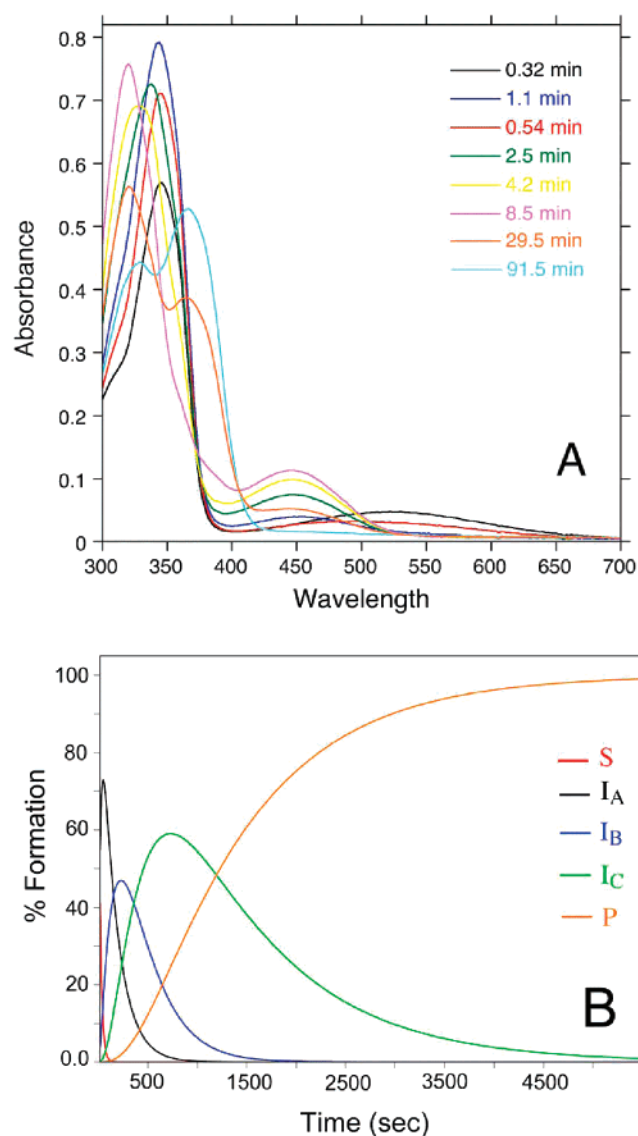 0.8
0.7
0.6
0.5
0.4
0.3
0.2
0.1
0
Absorbance
0.32 min
1.1 min
0.54 min
2.5 min
4.2 min
8.5 min
29.5 min
91.5 min
A
300 350 400 450 500 550 600 650 700
Wavelength
100
80
60
40
20
0.0
% Formation
S
I_A
I_B
I_C
P
B
500 1500 2500 3500 4500
Time (sec)